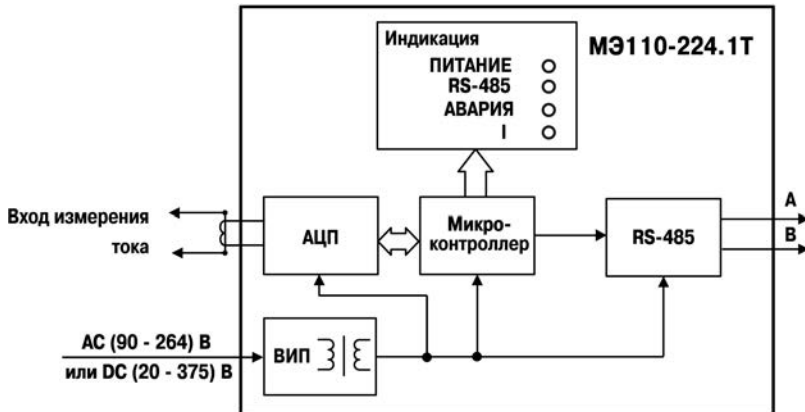 Индикация
МЭ110-224.1Т
ПИТАНИЕ
RS-485
АВАРИЯ
I
Вход измерения
тока
АЦП
Микро-
контроллер
RS-485
A
B
AC (90 - 264) В
или DC (20 - 375) В
ВИП